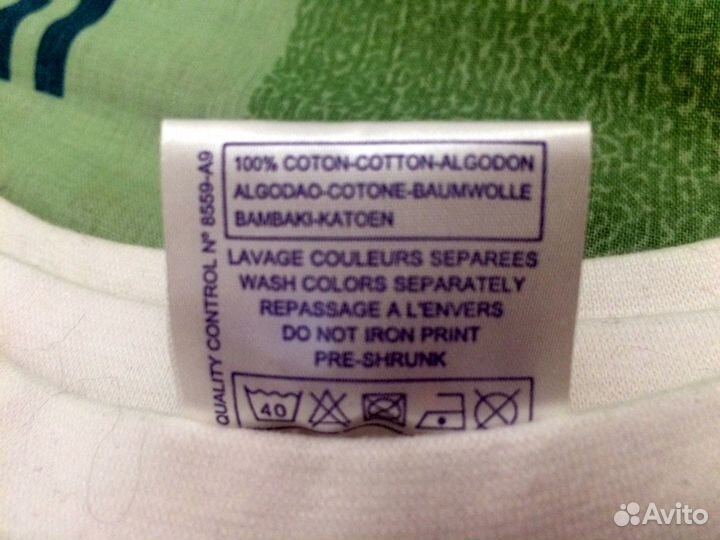 100% COTON-COTTON-ALGODON
ALGODAO-COTONE-BAUMWOLLE
BAMBAKI-KATOEN
LAVAGE COULEURS SEPAREES
WASH COLORS SEPARATELY
REPASSAGE A L'ENVERS
DO NOT IRON PRINT
PRE-SHRUNK
40
QUALITY CONTROL Nº 8559-A9
Avito